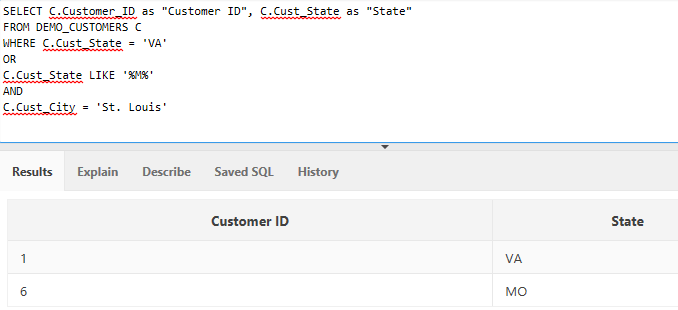 SELECT C.Customer_ID as "Customer ID", C.Cust_State as "State"
FROM DEMO_CUSTOMERS C
WHERE C.Cust_State = 'VA'
OR
C.Cust_State LIKE '%M%'
AND
C.Cust_City = 'St. Louis'
Results Explain Describe Saved SQL History
Customer ID State
1 VA
6 MO